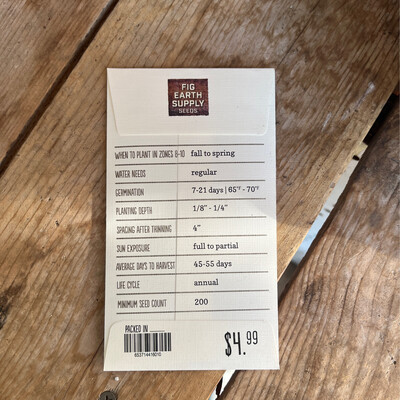 FIG
EARTH
SUPPLY
SEEDS
WHEN TO PLANT IN ZONES 8-10 fall to spring
WATER NEEDS regular
GERMINATION 7-21 days | 65°F - 70°F
PLANTING DEPTH 1/8" - 1/4"
SPACING AFTER THINNING 4"
SUN EXPOSURE full to partial
AVERAGE DAYS TO HARVEST 45-55 days
LIFE CYCLE annual
MINIMUM SEED COUNT 200
PACKED IN ____
$4.99